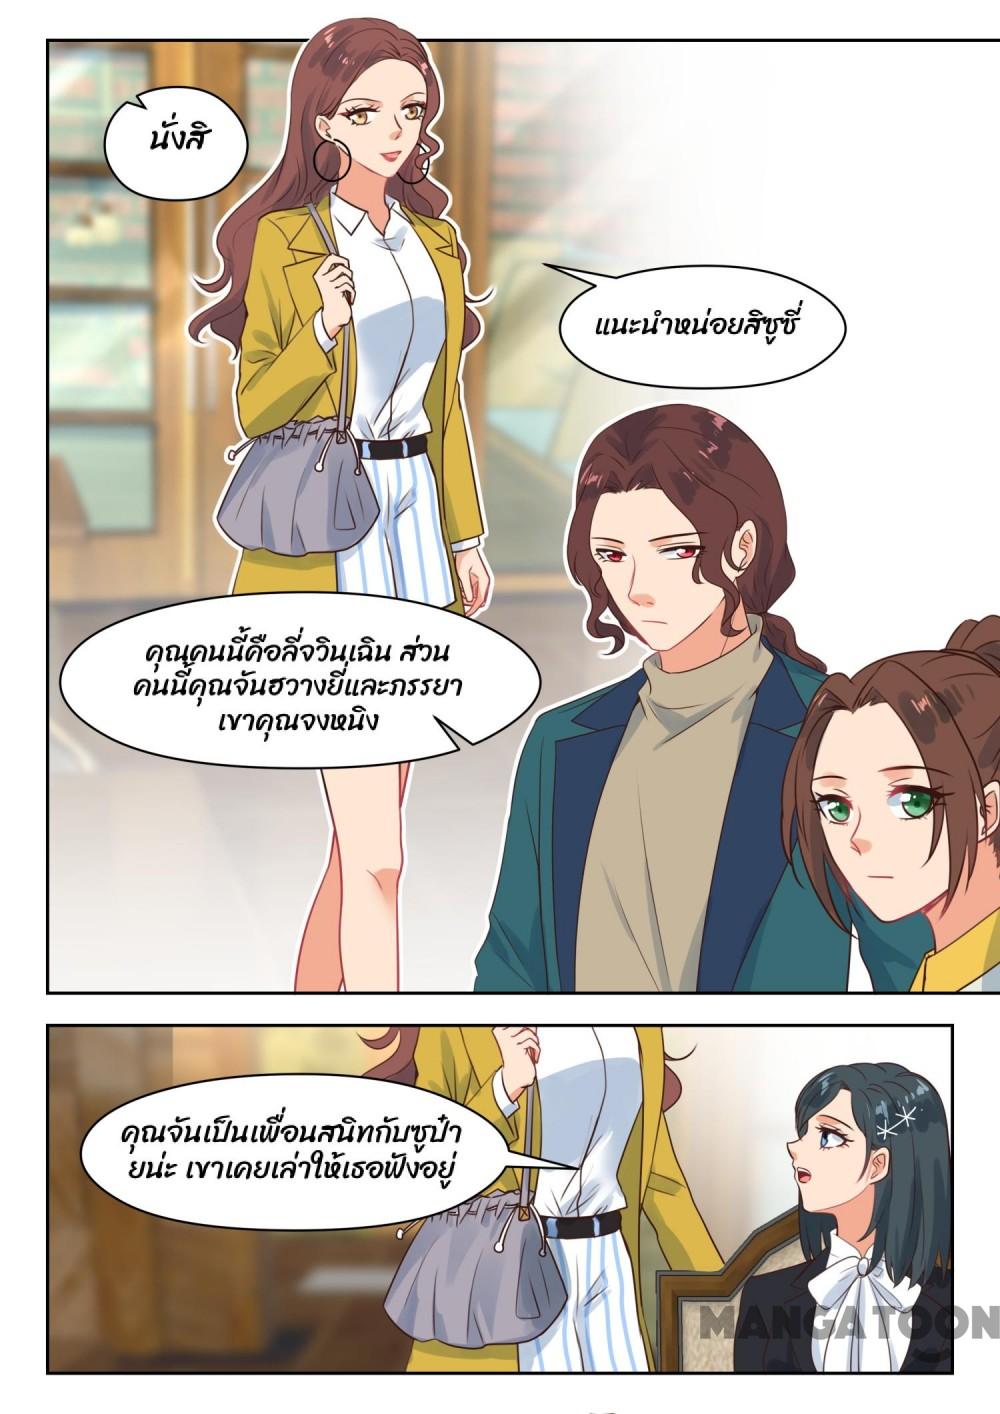 นั่งสิ
แนะนำหน่อยสิซูซี่
คุณคนนี้คือลี่จวินเฉิน ส่วน
คนนี้คุณจันฮวางยี่และภรรยา
เขาคุณจงหนิง
คุณจันเป็นเพื่อนสนิทกับซูป๋า
ยน่ะ เขาเคยเล่าให้เธอฟังอยู่
MANGATOON